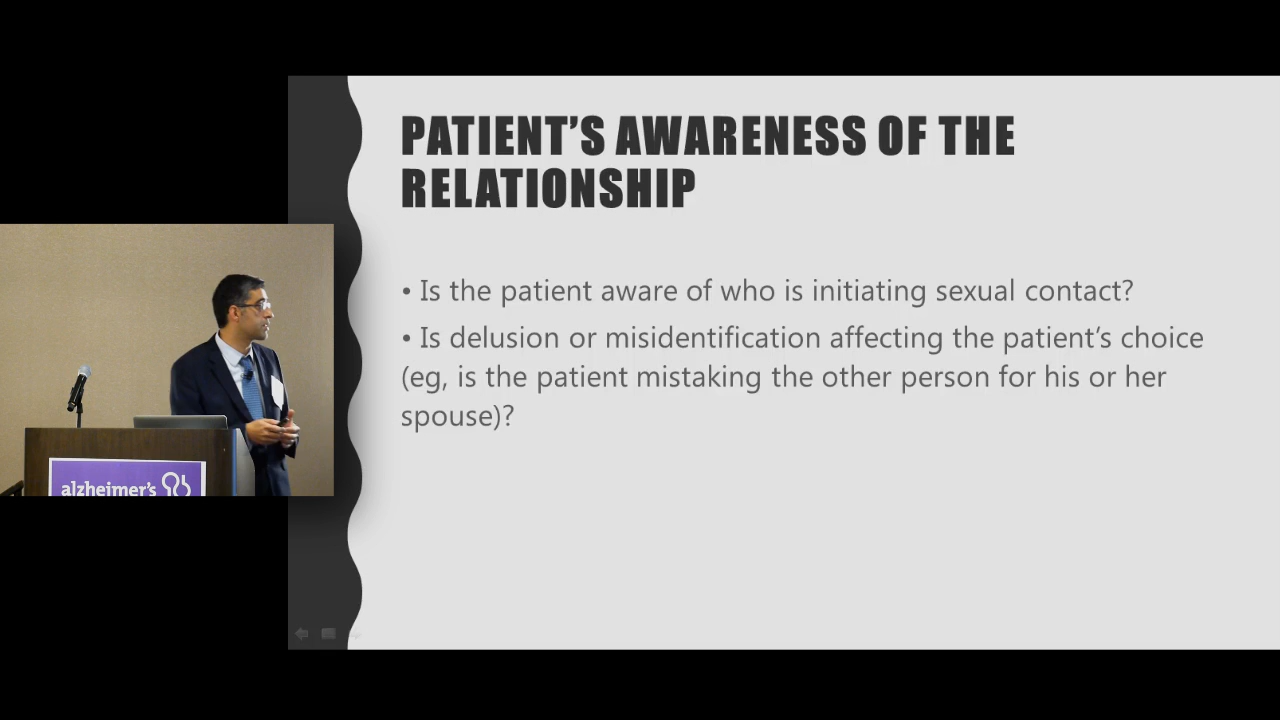 PATIENT'S AWARENESS OF THE
RELATIONSHIP
• Is the patient aware of who is initiating sexual contact?
• Is delusion or misidentification affecting the patient's choice
(eg, is the patient mistaking the other person for his or her
spouse)?
alzheimer's